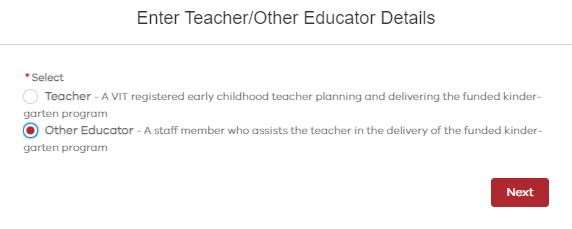 Enter Teacher/Other Educator Details
*Select
Teacher - A VIT registered early childhood teacher planning and delivering the funded kinder-
garten program
Other Educator - A staff member who assists the teacher in the delivery of the funded kinder-
garten program
Next